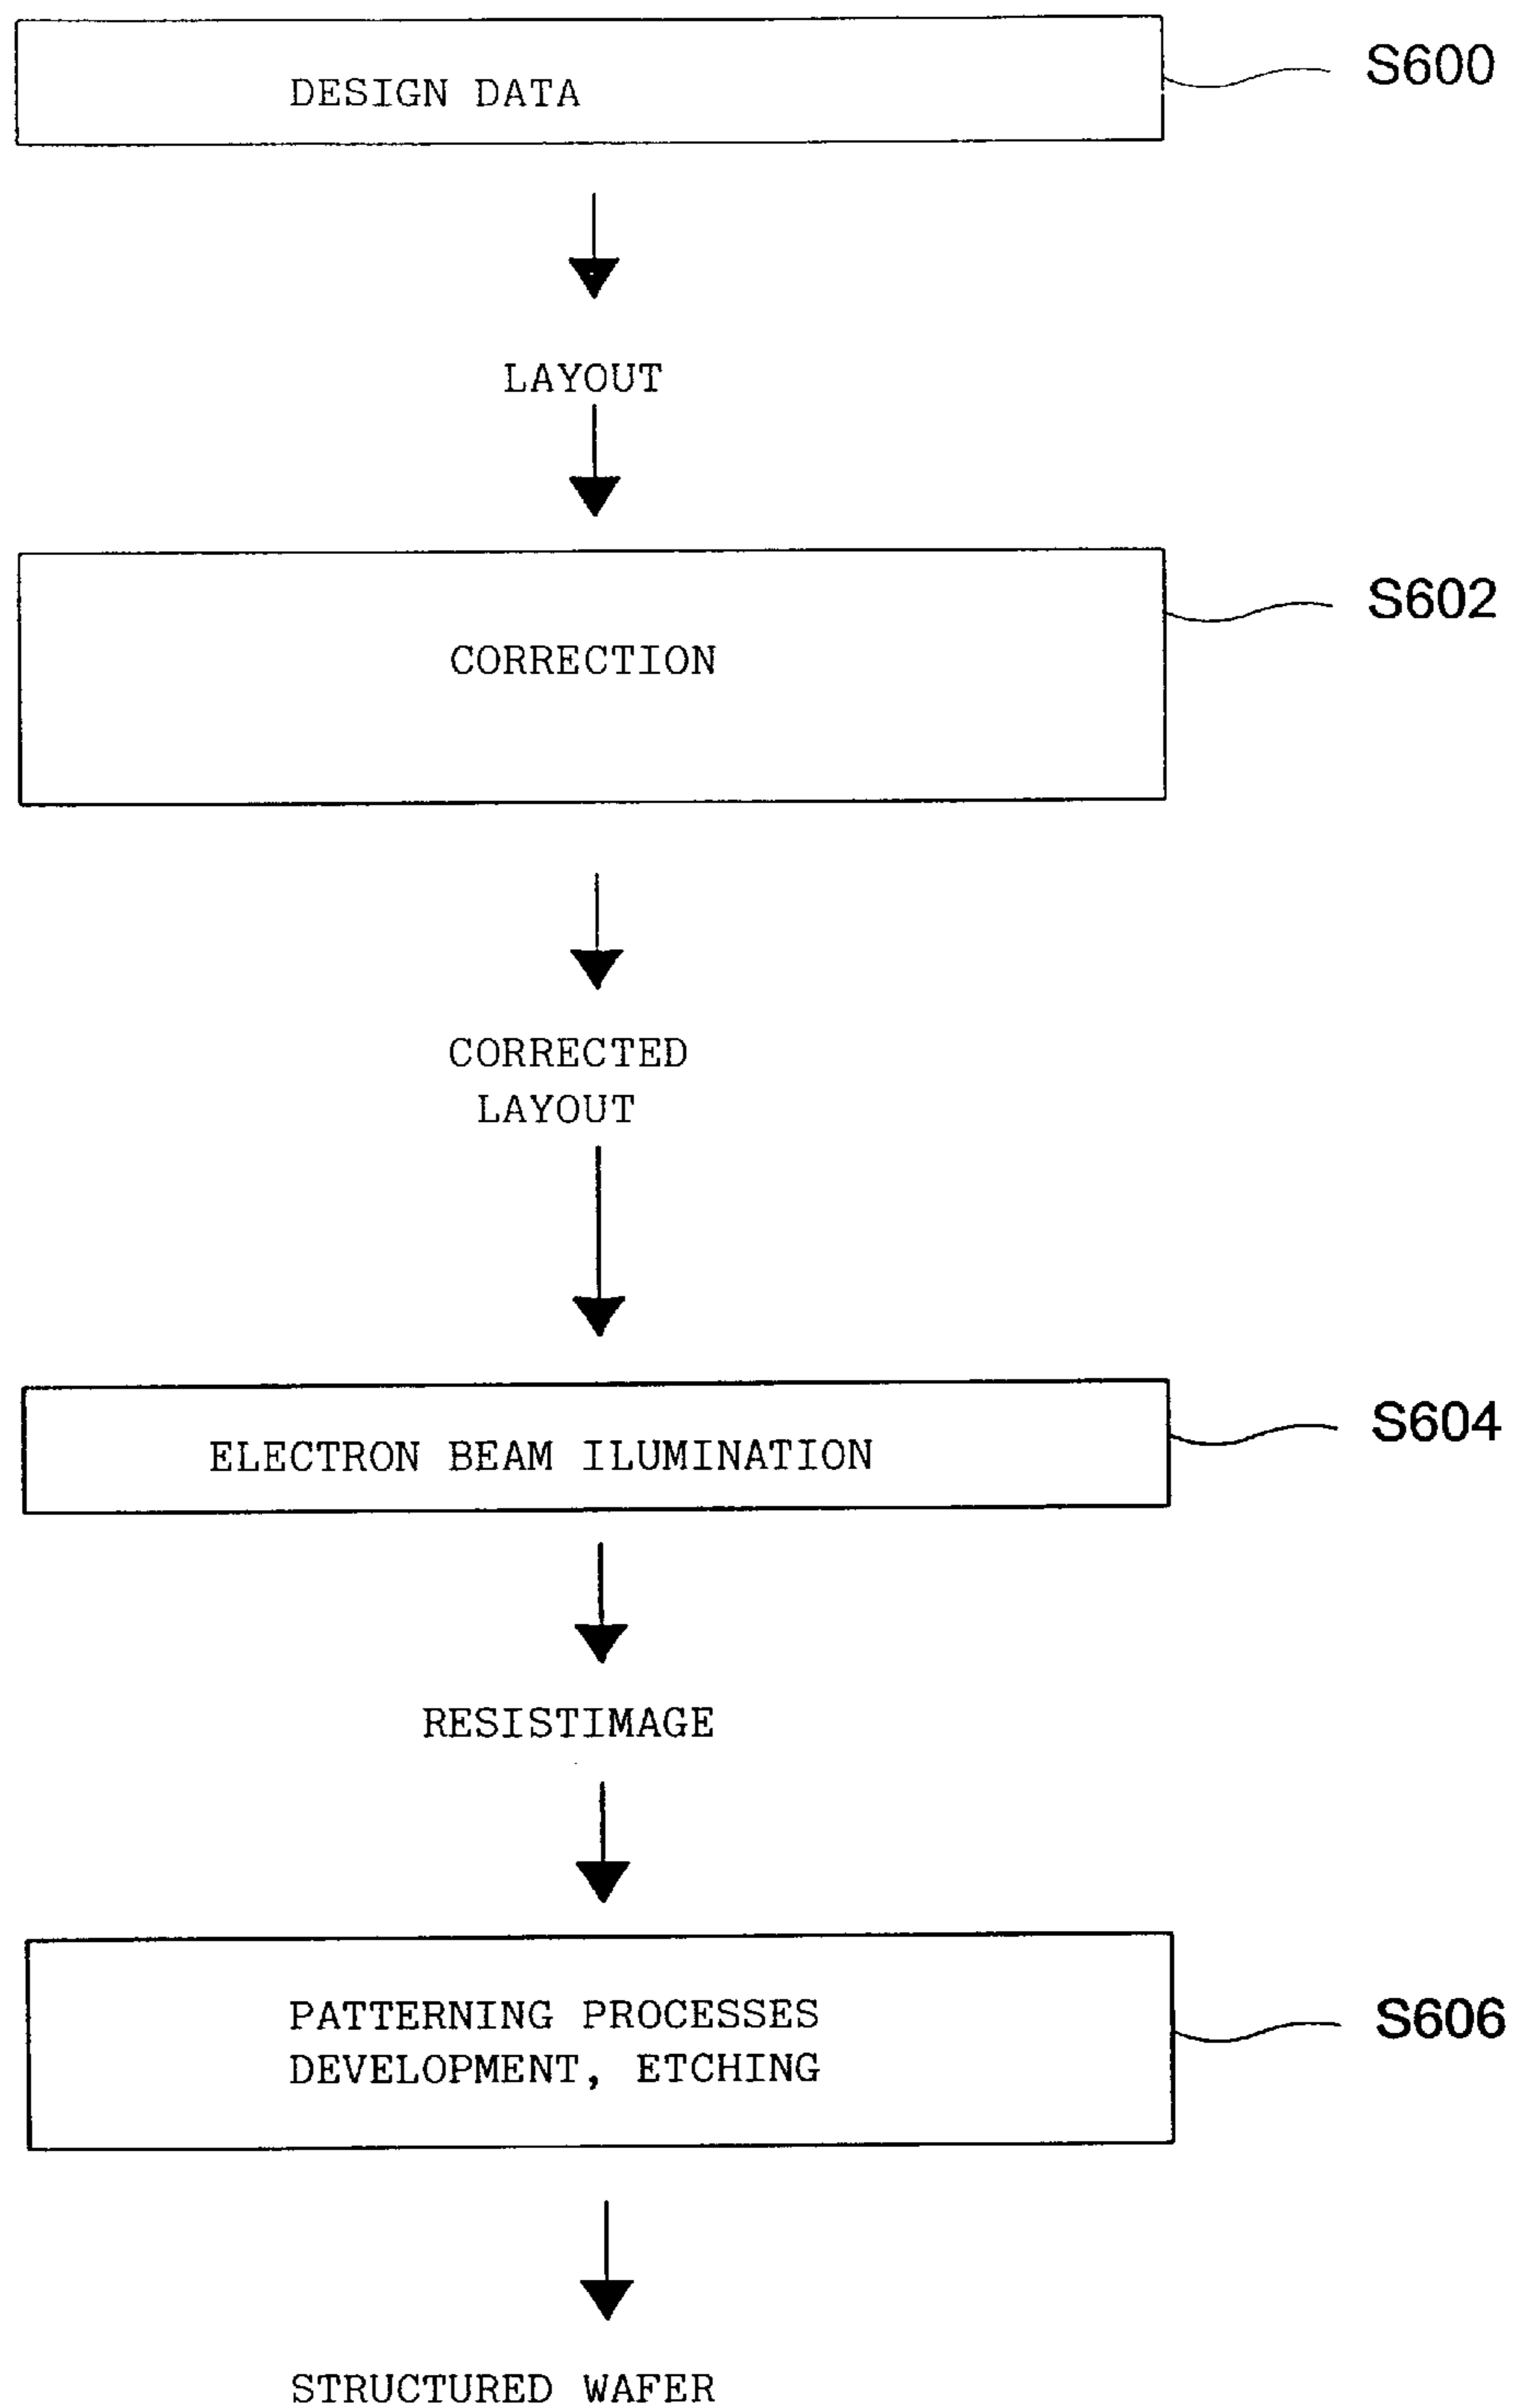 DESIGN DATA
S600
LAYOUT
S602
CORRECTION
CORRECTED
LAYOUT
S604
ELECTRON BEAM ILUMINATION
RESISTIMAGE
PATTERNING PROCESSES
S606
DEVELOPMENT, ETCHING
STRUCTURED WAFER